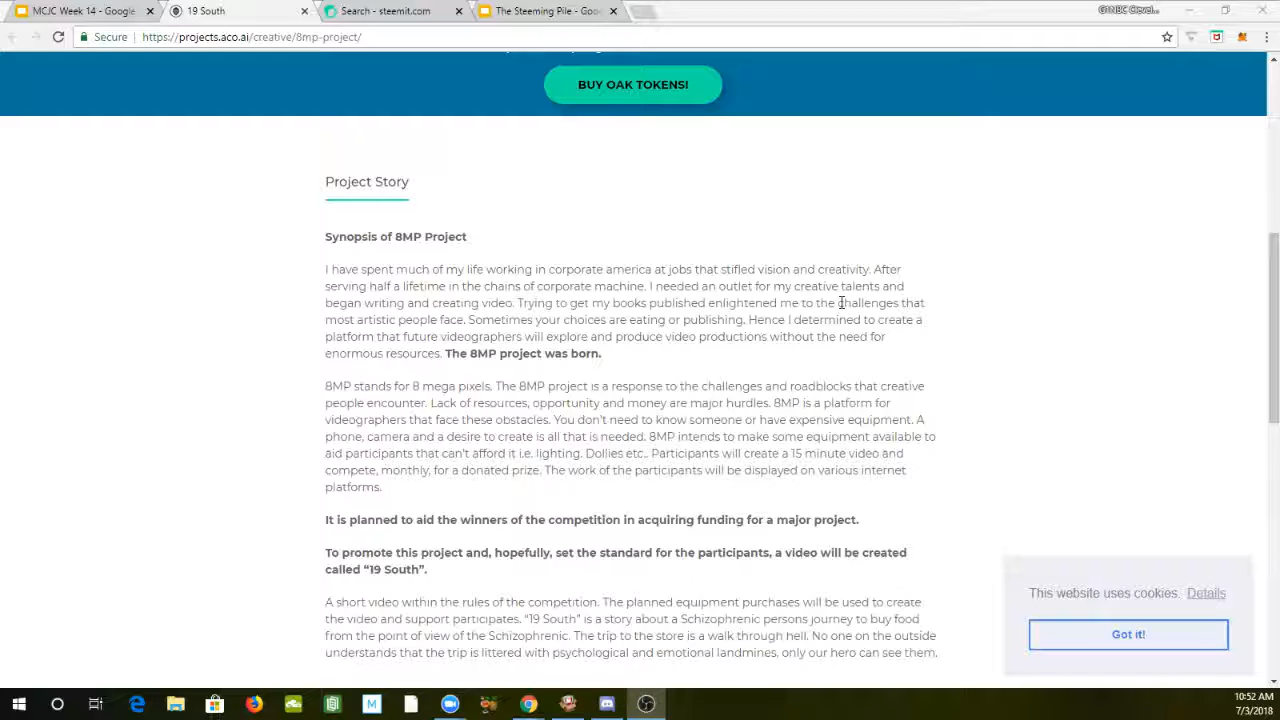 MCJC Week 14 - Google
19 South
Search - steemit.com
The Steeming Pile - Goo
Secure
https://projects.aco.ai/creative/8mp-project/
BUY OAK TOKENS!
Project Story
Synopsis of 8MP Project
I have spent much of my life working in corporate america at jobs that stifled vision and creativity. After
serving half a lifetime in the chains of corporate machine. I needed an outlet for my creative talents and
began writing and creating video. Trying to get my books published enlightened me to the challenges that
most artistic people face. Sometimes your choices are eating or publishing. Hence I determined to create a
platform that future videographers will explore and produce video productions without the need for
enormous resources. The 8MP project was born.
8MP stands for 8 mega pixels. The 8MP project is a response to the challenges and roadblocks that creative
people encounter. Lack of resources, opportunity and money are major hurdles. 8MP is a platform for
videographers that face these obstacles. You don't need to know someone or have expensive equipment. A
phone, camera and a desire to create is all that is needed. 8MP intends to make some equipment available to
aid participants that can't afford it i.e. lighting. Dollies etc.. Participants will create a 15 minute video and
compete, monthly, for a donated prize. The work of the participants will be displayed on various internet
platforms.
It is planned to aid the winners of the competition in acquiring funding for a major project.
To promote this project and, hopefully, set the standard for the participants, a video will be created
called “19 South”.
A short video within the rules of the competition. The planned equipment purchases will be used to create
the video and support participates. “19 South” is a story about a Schizophrenic persons journey to buy food
from the point of view of the Schizophrenic. The trip to the store is a walk through hell. No one on the outside
understands that the trip is littered with psychological and emotional landmines, only our hero can see them.
This website uses cookies. Details
Got it!
10:52 AM
7/3/2018